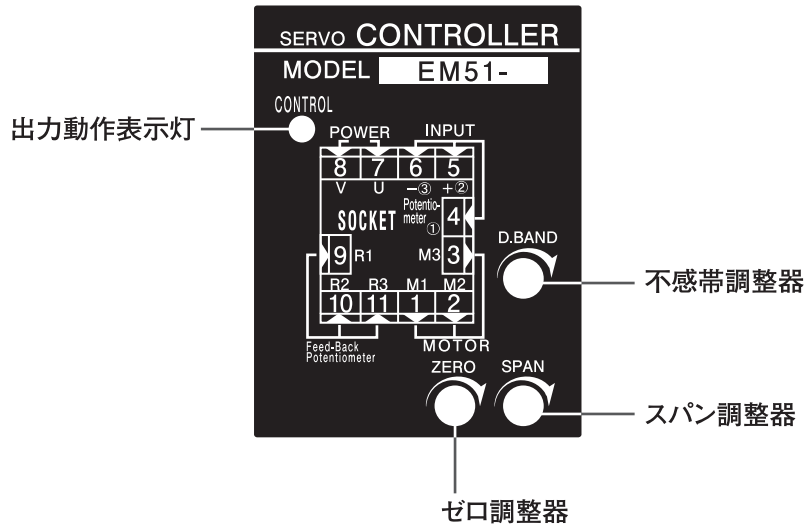 SERVO CONTROLLER
MODEL EM51-
CONTROL
出力動作表示灯
POWER INPUT
8 7 6 5
V U −③ +②
Potentio-
meter ①
4
SOCKET
D.BAND
9 R1 M3 3
不感帯調整器
R2 R3 M1 M2
10 11 1 2
Feed-Back
Potentiometer
MOTOR
ZERO SPAN
スパン調整器
ゼロ調整器